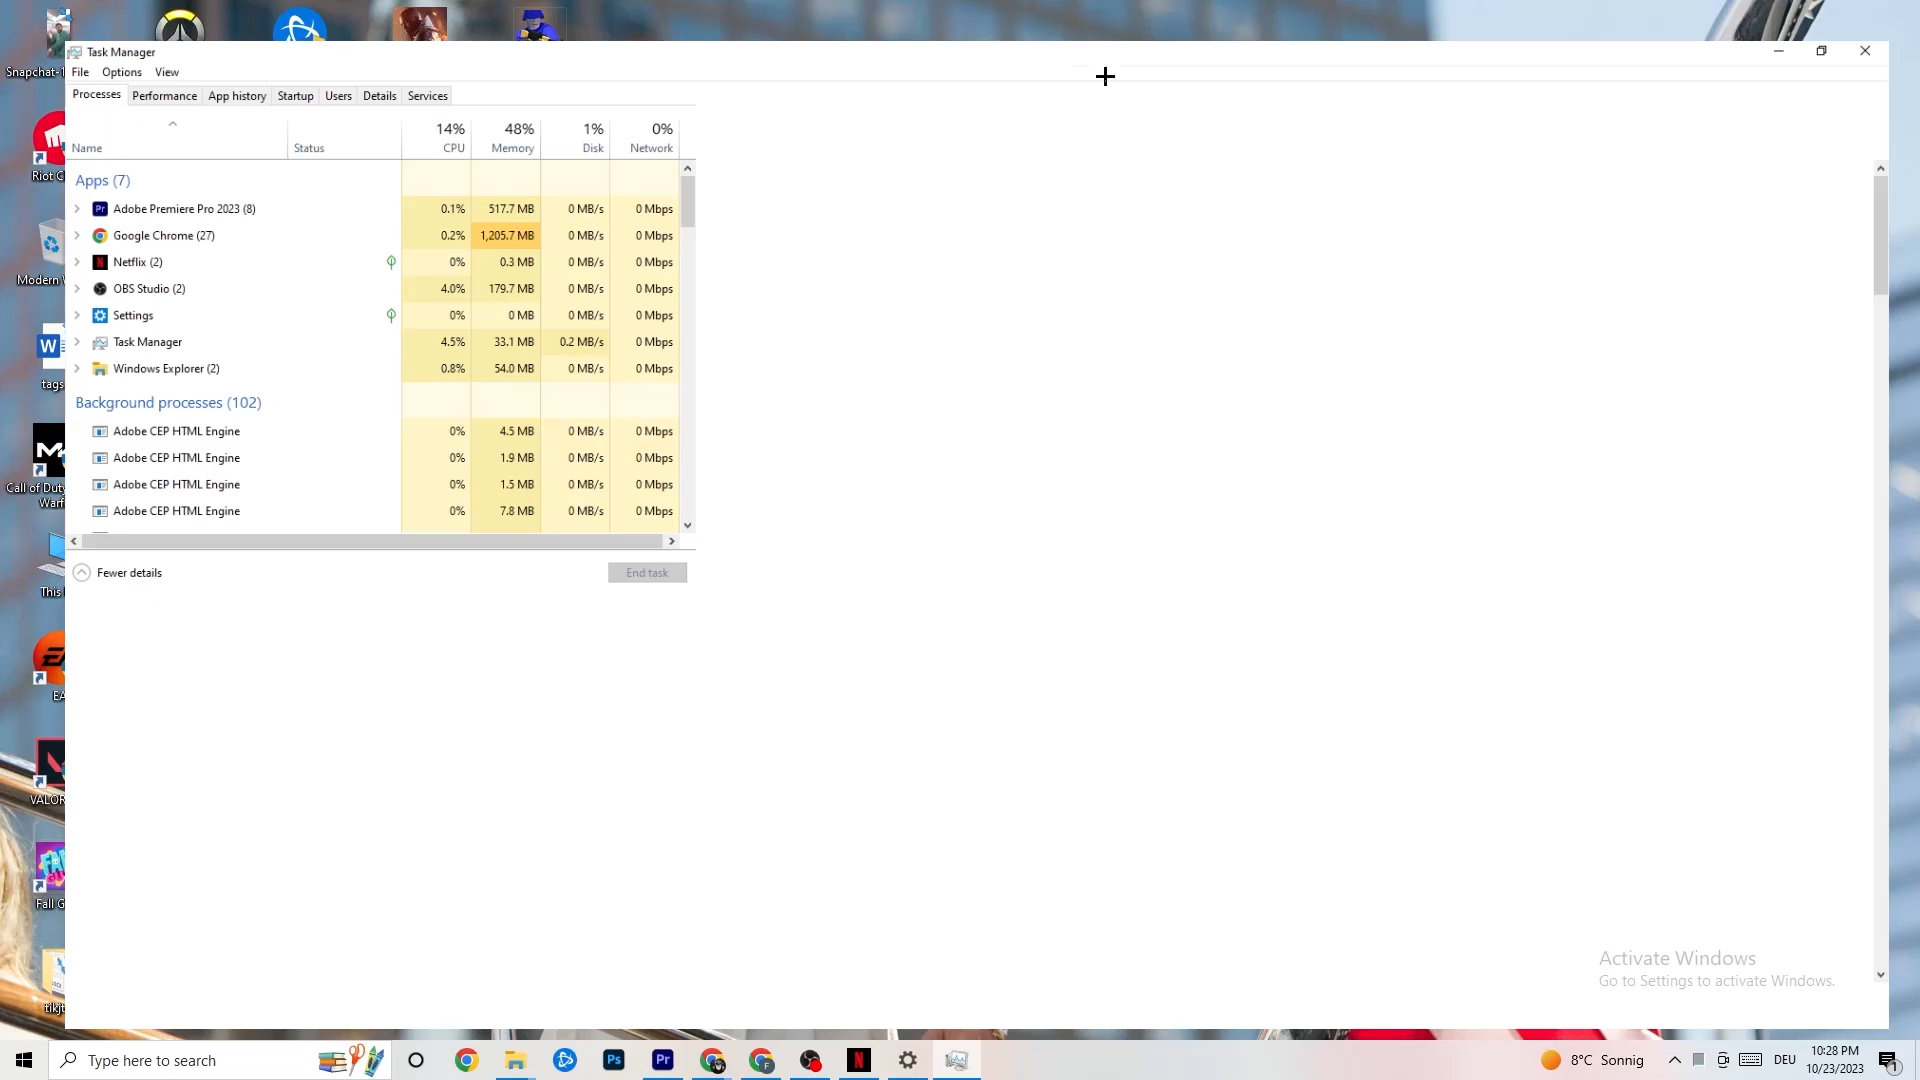 Task Manager
File Options View
Processes Performance App history Startup Users Details Services
14% 48% 1% 0%
Name Status CPU Memory Disk Network
Apps (7)
Adobe Premiere Pro 2023 (8) 0.1% 517.7 MB 0 MB/s 0 Mbps
Google Chrome (27) 0.2% 1,205.7 MB 0 MB/s 0 Mbps
Netflix (2) 0% 0.3 MB 0 MB/s 0 Mbps
OBS Studio (2) 4.0% 179.7 MB 0 MB/s 0 Mbps
Settings 0% 0 MB 0 MB/s 0 Mbps
Task Manager 4.5% 33.1 MB 0.2 MB/s 0 Mbps
Windows Explorer (2) 0.8% 54.0 MB 0 MB/s 0 Mbps
Background processes (102)
Adobe CEP HTML Engine 0% 4.5 MB 0 MB/s 0 Mbps
Adobe CEP HTML Engine 0% 1.9 MB 0 MB/s 0 Mbps
Adobe CEP HTML Engine 0% 1.5 MB 0 MB/s 0 Mbps
Adobe CEP HTML Engine 0% 7.8 MB 0 MB/s 0 Mbps
Fewer details End task
Snapchat-1
Riot C
Modern
tags
Call of Duty
Warf
This
EA
VALOR
Fall G
Activate Windows
Go to Settings to activate Windows.
Type here to search
Ps Pr F N
8°C Sonnig
DEU
10:28 PM
10/23/2023
1